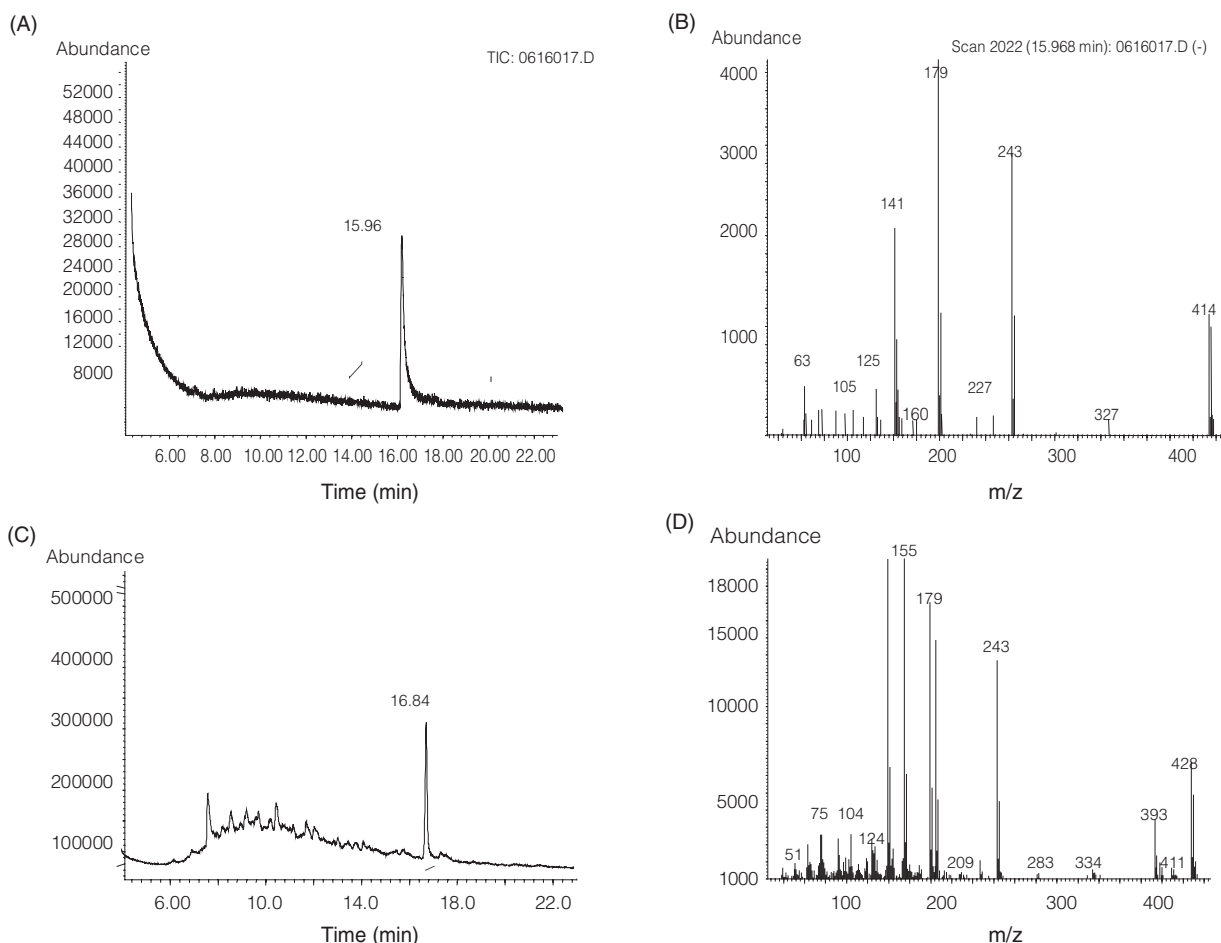 (A)
Abundance
TIC: 0616017.D
52000
48000
44000
40000
36000
32000
28000
24000
20000
16000
12000
8000
15.96
6.00 8.00 10.00 12.00 14.00 16.00 18.00 20.00 22.00
Time (min)
(B)
Abundance
Scan 2022 (15.968 min): 0616017.D (-)
4000
3000
2000
1000
179
243
141
414
63
125
105
160
227
327
100 200 300 300 400
m/z
(C)
Abundance
500000
400000
300000
200000
100000
16.84
6.00 10.0 14.0 18.0 22.0
Time (min)
(D)
Abundance
18000
15000
10000
5000
1000
155
179
243
428
393
75
104
124
51
209
283
334
411
100 200 300 400
m/z